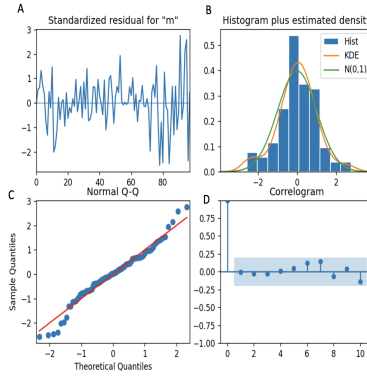 A
Standardized residual for "m"
3
2
1
0
−1
−2
0 20 40 60 80
B
Histogram plus estimated density
Hist
KDE
N(0,1)
0.5
0.4
0.3
0.2
0.1
0.0
−2 0 2
C
Normal Q-Q
Sample Quantiles
3
2
1
0
−1
−2
−2 −1 0 1 2
Theoretical Quantiles
D
Correlogram
0.75
0.50
0.25
0.00
−0.25
−0.50
−0.75
−1.00
0 2 4 6 8 10